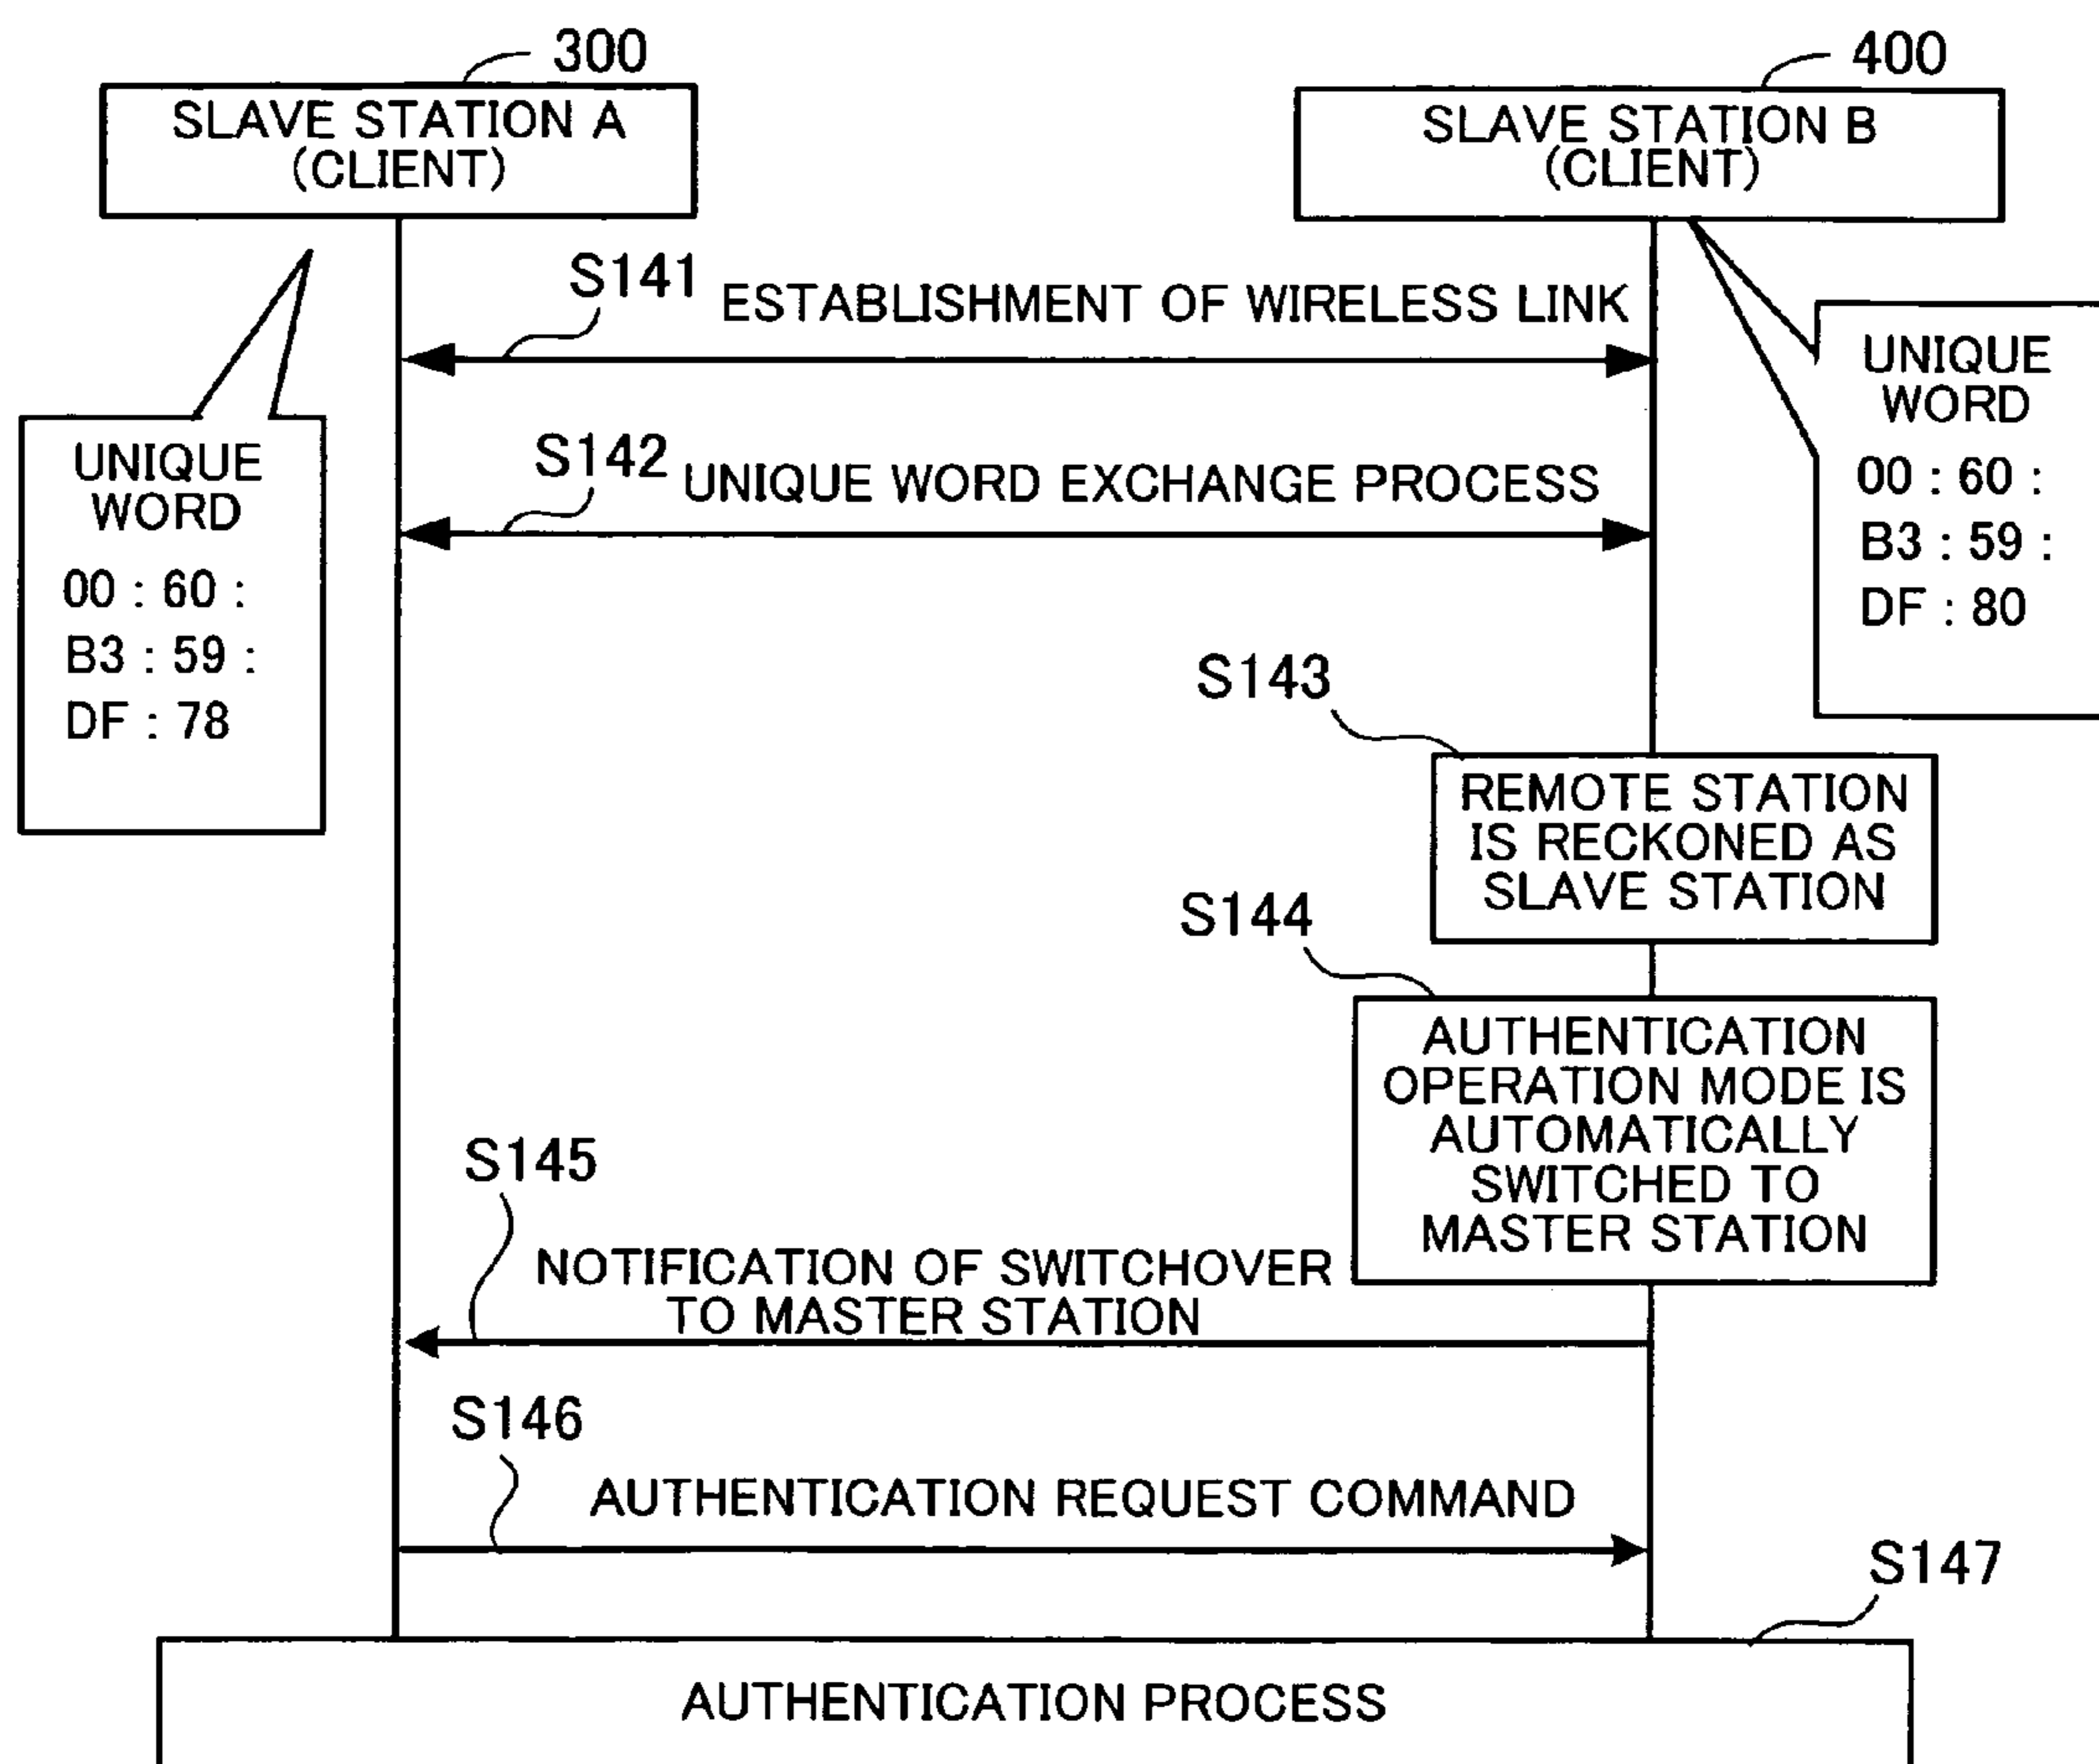 300
SLAVE STATION A
(CLIENT)
400
SLAVE STATION B
(CLIENT)
S141
ESTABLISHMENT OF WIRELESS LINK
UNIQUE
WORD
00 : 60 :
B3 : 59 :
DF : 80
S142
UNIQUE WORD EXCHANGE PROCESS
UNIQUE
WORD
00 : 60 :
B3 : 59 :
DF : 78
S143
REMOTE STATION
IS RECKONED AS
SLAVE STATION
S144
AUTHENTICATION
OPERATION MODE IS
AUTOMATICALLY
SWITCHED TO
MASTER STATION
S145
NOTIFICATION OF SWITCHOVER
TO MASTER STATION
S146
AUTHENTICATION REQUEST COMMAND
S147
AUTHENTICATION PROCESS